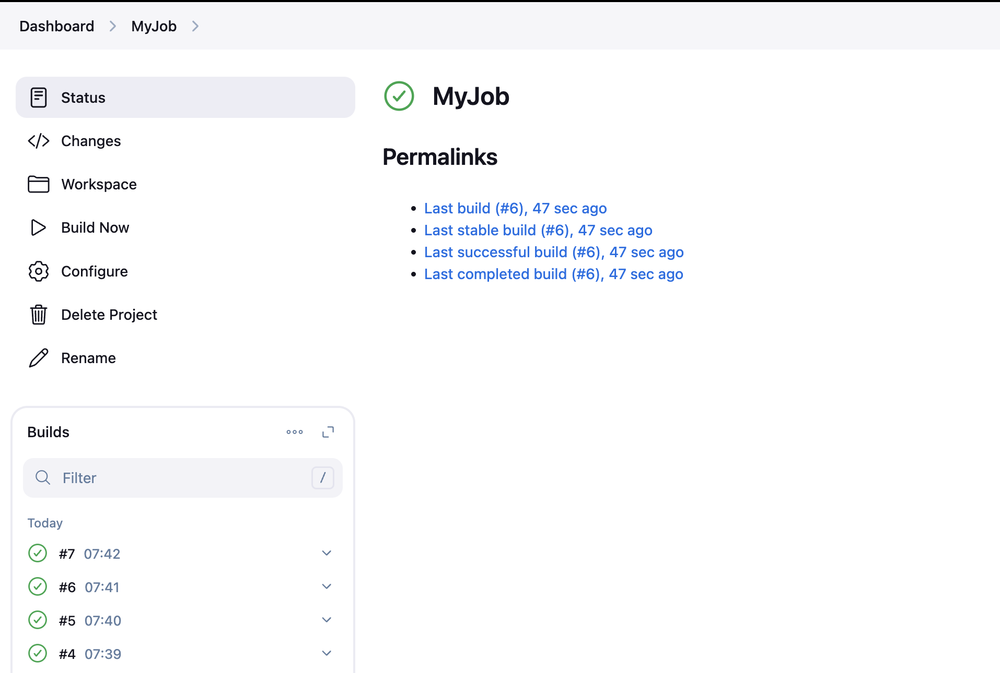 Dashboard > MyJob >
Status
Changes
Workspace
Build Now
Configure
Delete Project
Rename
MyJob
Permalinks
• Last build (#6), 47 sec ago
• Last stable build (#6), 47 sec ago
• Last successful build (#6), 47 sec ago
• Last completed build (#6), 47 sec ago
Builds
Filter /
Today
#7 07:42
#6 07:41
#5 07:40
#4 07:39